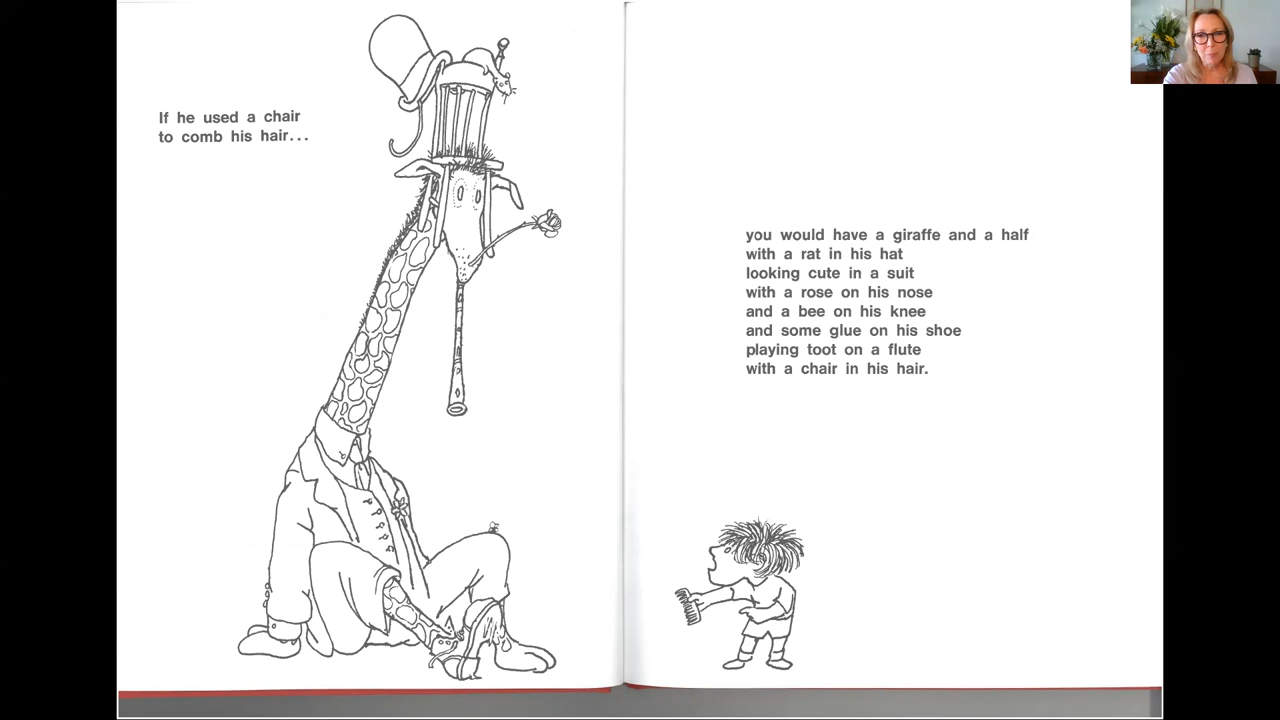 If he used a chair
to comb his hair...
you would have a giraffe and a half
with a rat in his hat
looking cute in a suit
with a rose on his nose
and a bee on his knee
and some glue on his shoe
playing toot on a flute
with a chair in his hair.